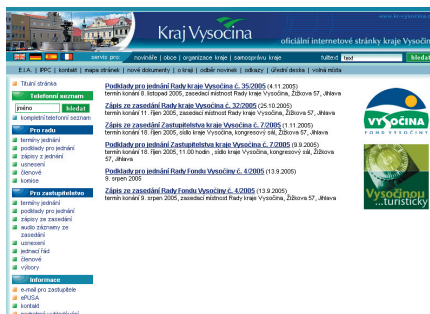 www.kr-vysocina.cz
Kraj Vysočina
oficiální internetové stránky kraje Vysočina
servis pro: novináře | obce | organizace kraje | samosprávu kraje
fulltext text hledat
E.I.A. | IPPC | kontakt | mapa stránek | nové dokumenty | o kraji | odběr novinek | odkazy | úřední deska | volná místa
Titulní stránka
Telefonní seznam
jméno hledat
kompletní telefonní seznam
Pro radu
termíny jednání
podklady pro jednání
zápisy z jednání
usnesení
členové
komise
Pro zastupitelstvo
termíny jednání
podklady pro jednání
zápisy ze zasedání
audio záznamy ze
zasedání
usnesení
jednací řád
členové
výbory
Informace
e-mail pro zastupitele
ePUSA
kontakt
Podklady pro jednání Rady kraje Vysočina č. 35/2005 (4.11.2005)
termín konání 8. listopad 2005, zasedací místnost Rady kraje Vysočina, Žižkova 57, Jihlava
Zápis ze zasedání Rady kraje Vysočina č. 32/2005 (25.10.2005)
termín konání 18. října 2005, zasedací místnost Rady kraje Vysočina, Žižkova 57, Jihlava
Zápis ze zasedání Zastupitelstva kraje Vysočina č. 7/2005 (1.11.2005)
termín konání 18. říjen 2005, sídlo kraje Vysočina, kongresový sál, Žižkova 57, Jihlava
Podklady pro jednání Zastupitelstva kraje Vysočina č. 7/2005 (9.9.2005)
termín konání 18. říjen 2005, 11.00 hodin , sídlo kraje Vysočina, kongresový sál, Žižkova
57, Jihlava
Podklady pro jednání Rady Fondu Vysočiny č. 4/2005 (13.9.2005)
9. srpen 2005
Zápis ze zasedání Rady Fondu Vysočiny č. 4/2005 (13.9.2005)
termín konání 9. srpen 2005, zasedací místnost Rady kraje Vysočina, Žižkova 57, Jihlava
VYSOČINA
FOND VYSOČINY
Vysočinou
...turisticky